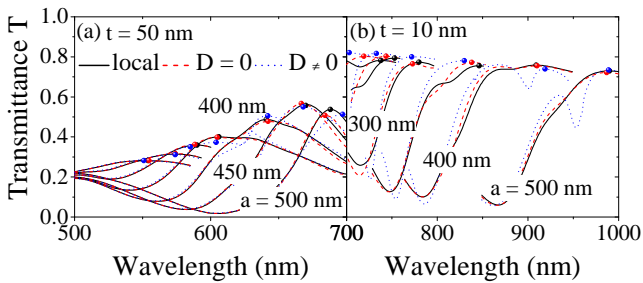 (a) t = 50 nm
(b) t = 10 nm
local
D = 0
D ≠ 0
400 nm
450 nm
a = 500 nm
300 nm
400 nm
a = 500 nm
Transmittance T
1.0
0.8
0.6
0.4
0.2
0.0
500
600
700
700
800
900
1000
Wavelength (nm)
Wavelength (nm)